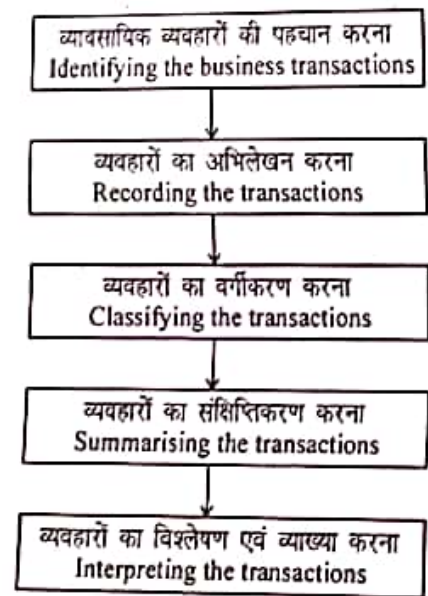 व्यावसायिक व्यवहारों की पहचान करना
Identifying the business transactions
व्यवहारों का अभिलेखन करना
Recording the transactions
व्यवहारों का वर्गीकरण करना
Classifying the transactions
व्यवहारों का संक्षिप्तिकरण करना
Summarising the transactions
व्यवहारों का विश्लेषण एवं व्याख्या करना
Interpreting the transactions